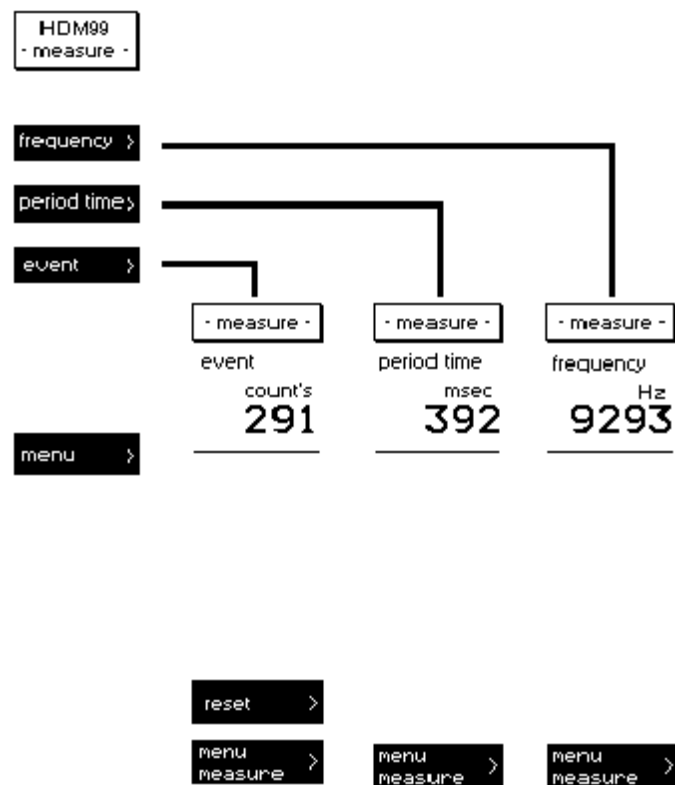 HDM99
- measure -
frequency >
period time>
event >
- measure - - measure - - measure -
event period time frequency
count's msec Hz
291 392 9293
menu >
reset >
menu menu menu
measure > measure > measure >